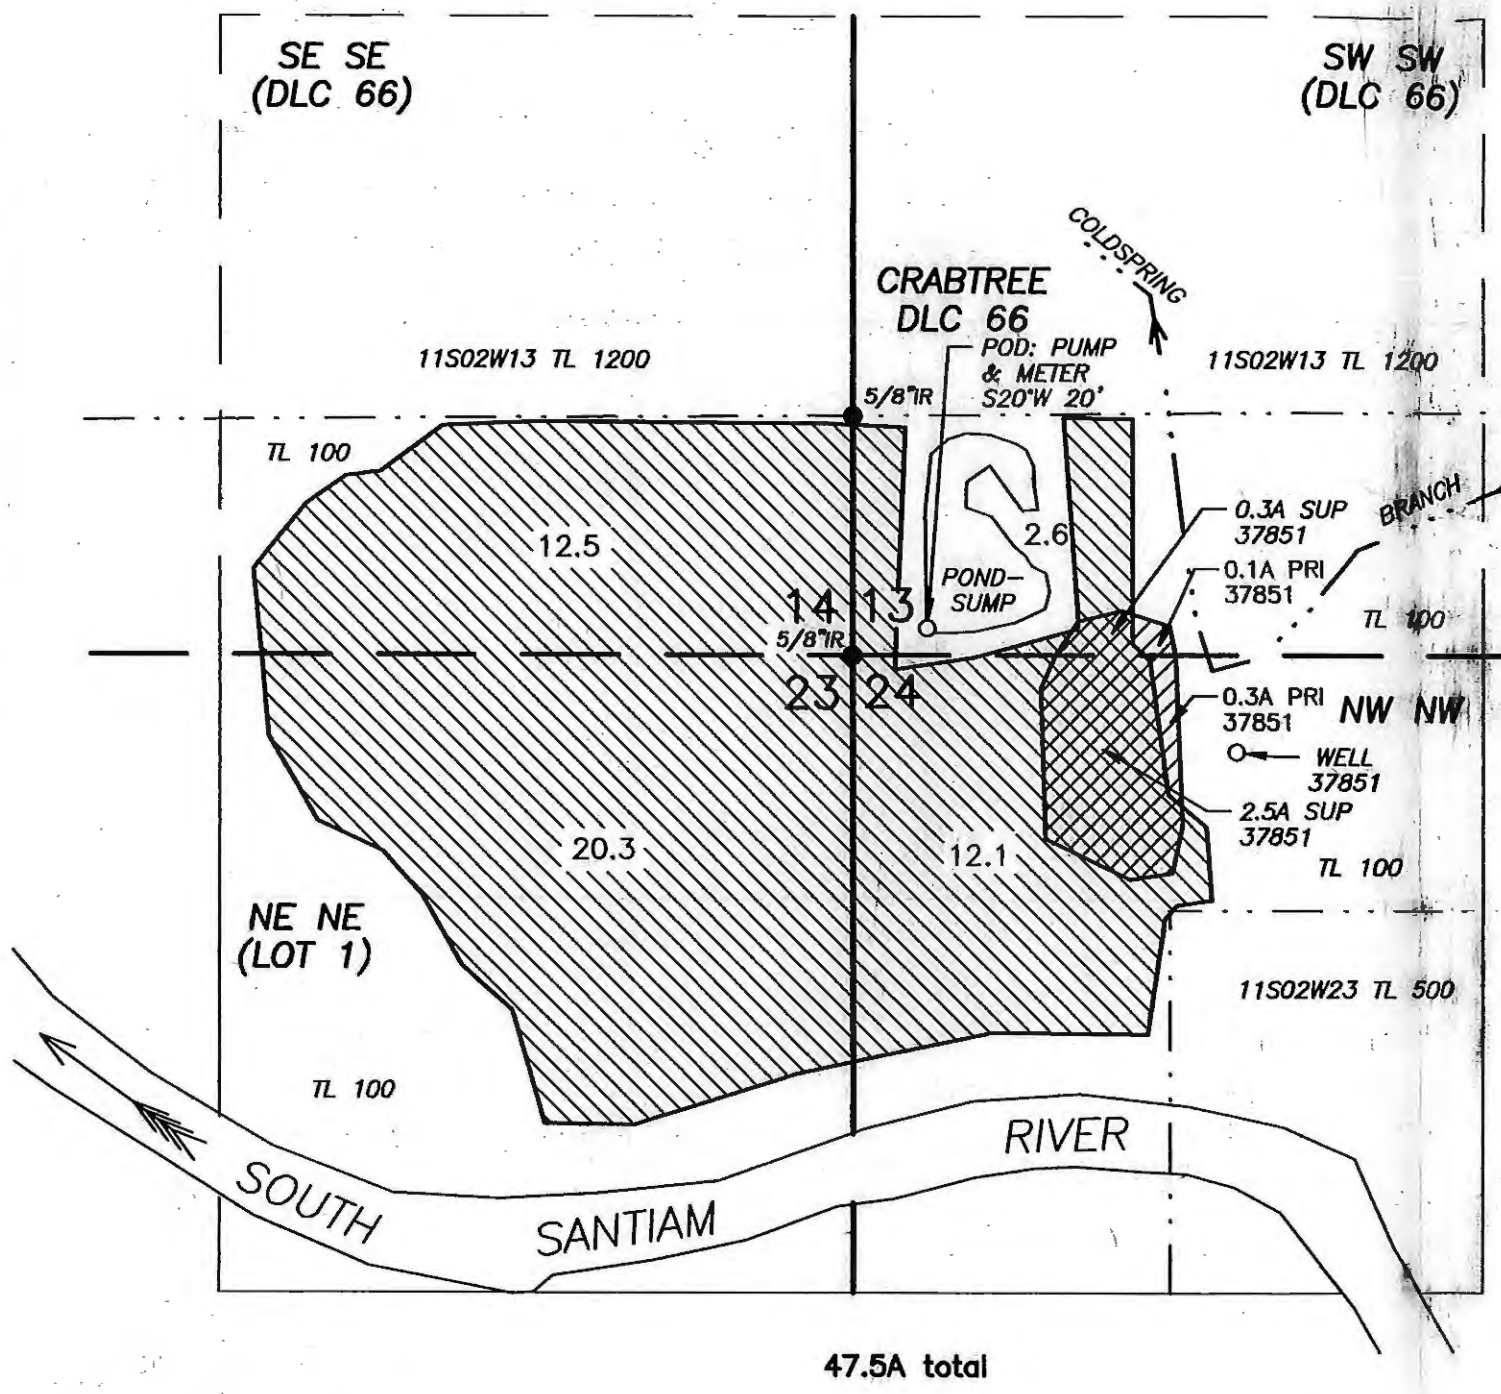 SE SE
(DLC 66)
SW SW
(DLC 66)
COLDSPRING
CRABTREE
DLC 66
POD: PUMP
& METER
S20°W 20'
11S02W13 TL 1200
5/8"IR
11S02W13 TL 1200
TL 100
12.5
2.6
0.3A SUP
37851
BRANCH
POND-
SUMP
0.1A PRI
37851
14 13
TL 100
5/8"IR
23 24
0.3A PRI
37851
NW NW
WELL
37851
2.5A SUP
37851
20.3
12.1
TL 100
NE NE
(LOT 1)
11S02W23 TL 500
TL 100
RIVER
SOUTH
SANTIAM
47.5A total